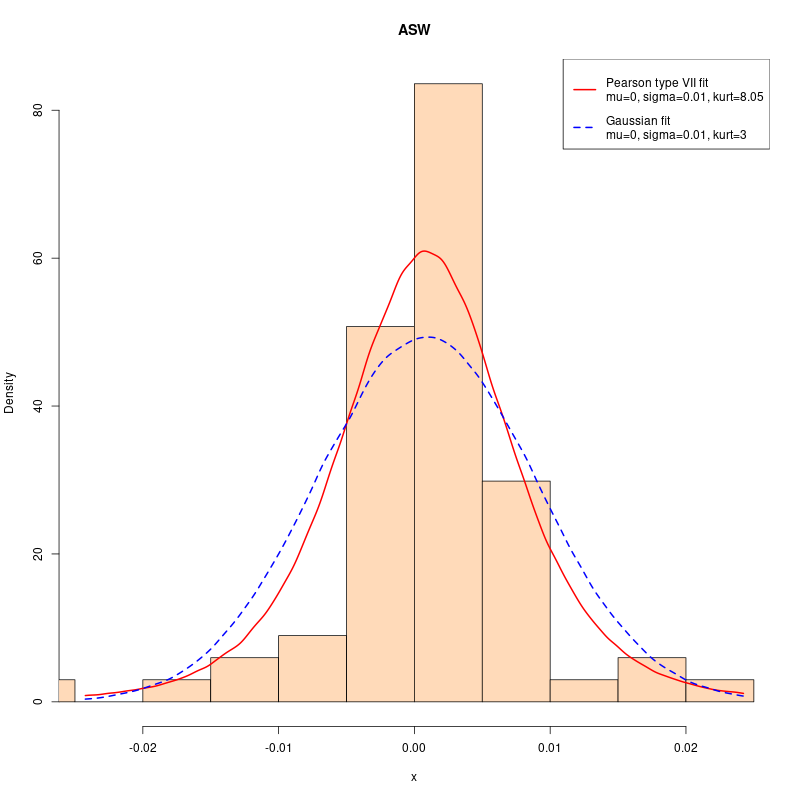 ASW
Pearson type VII fit
mu=0, sigma=0.01, kurt=8.05
Gaussian fit
mu=0, sigma=0.01, kurt=3
Density
80
60
40
20
0
-0.02
-0.01
0.00
0.01
0.02
x